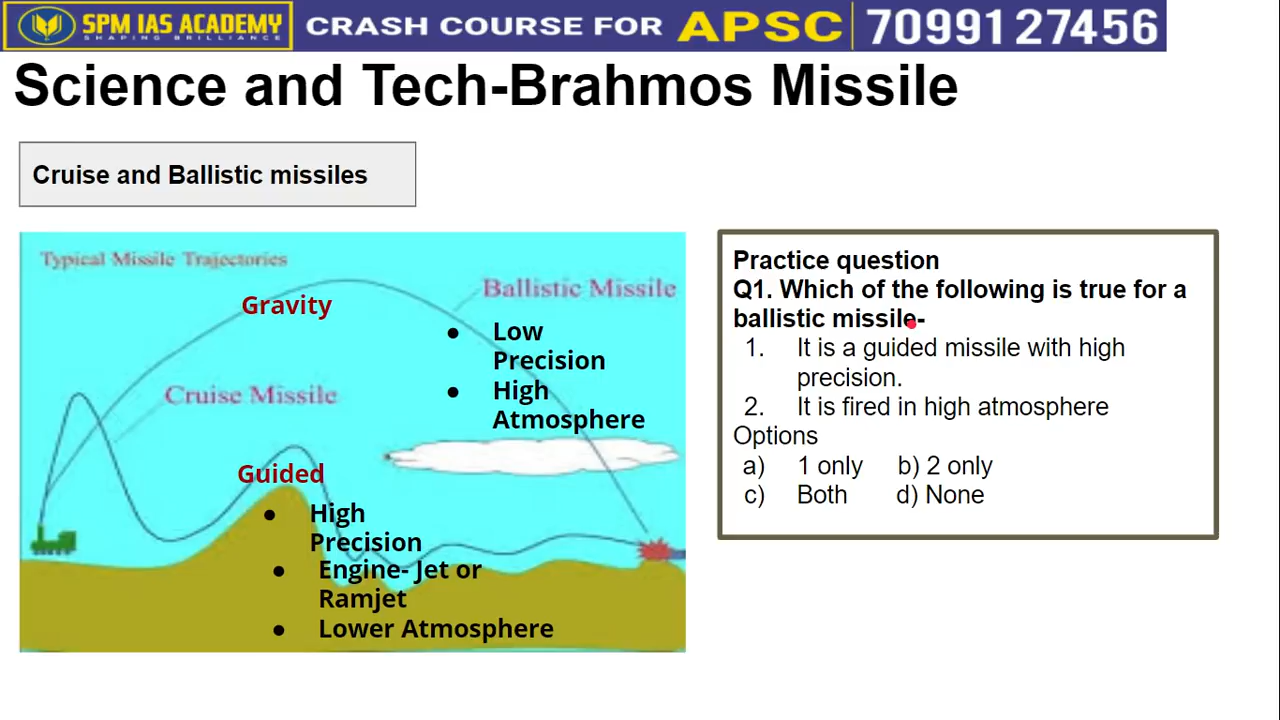 SPM IAS ACADEMY
SHAPING BRILLIANCE
CRASH COURSE FOR APSC 70991 27456
Science and Tech-Brahmos Missile
Cruise and Ballistic missiles
Typical Missile Trajectories
Gravity
Ballistic Missile
● Low
Precision
● High
Atmosphere
Cruise Missile
Guided
● High
Precision
● Engine- Jet or
Ramjet
● Lower Atmosphere
Practice question
Q1. Which of the following is true for a
ballistic missile-
1. It is a guided missile with high
precision.
2. It is fired in high atmosphere
Options
a) 1 only b) 2 only
c) Both d) None